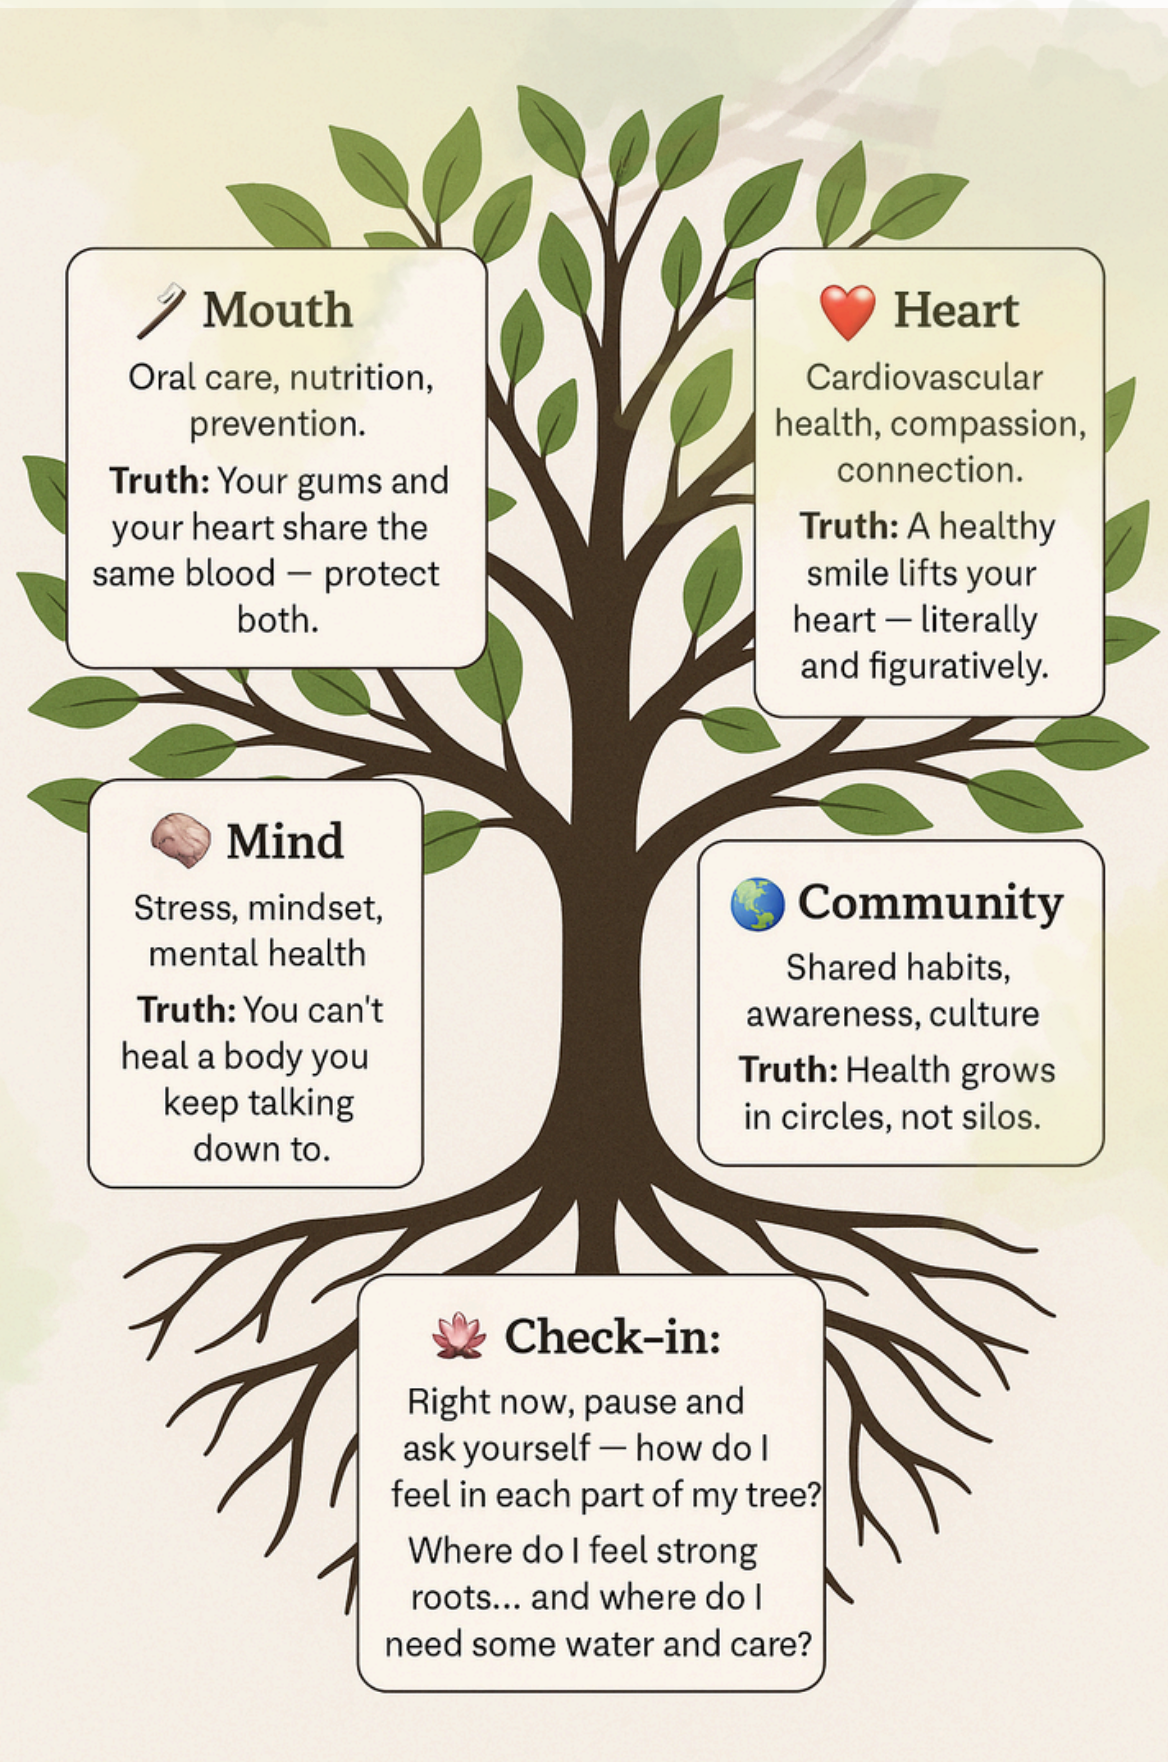 Mouth
Oral care, nutrition,
prevention.
Truth: Your gums and
your heart share the
same blood — protect
both.
Heart
Cardiovascular
health, compassion,
connection.
Truth: A healthy
smile lifts your
heart — literally
and figuratively.
Mind
Stress, mindset,
mental health
Truth: You can't
heal a body you
keep talking
down to.
Community
Shared habits,
awareness, culture
Truth: Health grows
in circles, not silos.
Check-in:
Right now, pause and
ask yourself — how do I
feel in each part of my tree?
Where do I feel strong
roots... and where do I
need some water and care?